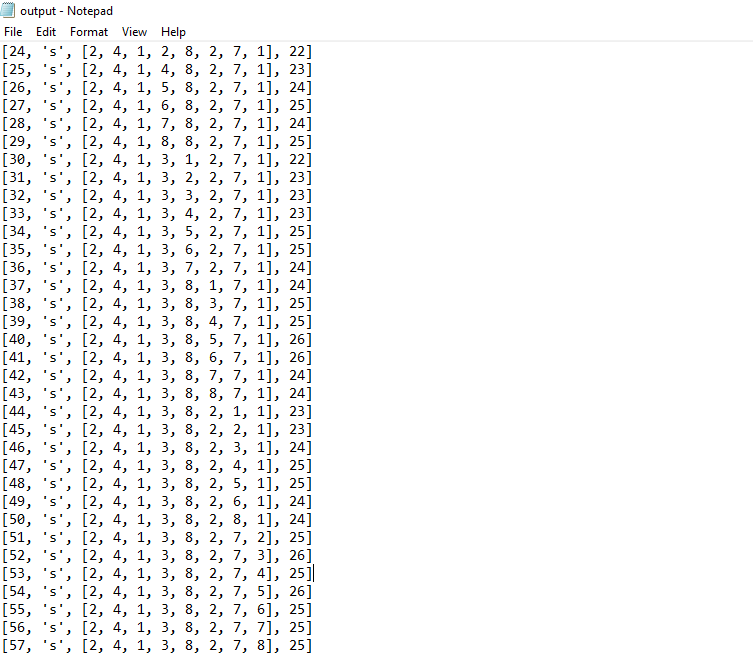 output - Notepad
File Edit Format View Help
[24, 's', [2, 4, 1, 2, 8, 2, 7, 1], 22]
[25, 's', [2, 4, 1, 4, 8, 2, 7, 1], 23]
[26, 's', [2, 4, 1, 5, 8, 2, 7, 1], 24]
[27, 's', [2, 4, 1, 6, 8, 2, 7, 1], 25]
[28, 's', [2, 4, 1, 7, 8, 2, 7, 1], 24]
[29, 's', [2, 4, 1, 8, 8, 2, 7, 1], 25]
[30, 's', [2, 4, 1, 3, 1, 2, 7, 1], 22]
[31, 's', [2, 4, 1, 3, 2, 2, 7, 1], 23]
[32, 's', [2, 4, 1, 3, 3, 2, 7, 1], 23]
[33, 's', [2, 4, 1, 3, 4, 2, 7, 1], 23]
[34, 's', [2, 4, 1, 3, 5, 2, 7, 1], 25]
[35, 's', [2, 4, 1, 3, 6, 2, 7, 1], 25]
[36, 's', [2, 4, 1, 3, 7, 2, 7, 1], 24]
[37, 's', [2, 4, 1, 3, 8, 1, 7, 1], 24]
[38, 's', [2, 4, 1, 3, 8, 3, 7, 1], 25]
[39, 's', [2, 4, 1, 3, 8, 4, 7, 1], 25]
[40, 's', [2, 4, 1, 3, 8, 5, 7, 1], 26]
[41, 's', [2, 4, 1, 3, 8, 6, 7, 1], 26]
[42, 's', [2, 4, 1, 3, 8, 7, 7, 1], 24]
[43, 's', [2, 4, 1, 3, 8, 8, 7, 1], 24]
[44, 's', [2, 4, 1, 3, 8, 2, 1, 1], 23]
[45, 's', [2, 4, 1, 3, 8, 2, 2, 1], 23]
[46, 's', [2, 4, 1, 3, 8, 2, 3, 1], 24]
[47, 's', [2, 4, 1, 3, 8, 2, 4, 1], 25]
[48, 's', [2, 4, 1, 3, 8, 2, 5, 1], 25]
[49, 's', [2, 4, 1, 3, 8, 2, 6, 1], 24]
[50, 's', [2, 4, 1, 3, 8, 2, 8, 1], 24]
[51, 's', [2, 4, 1, 3, 8, 2, 7, 2], 25]
[52, 's', [2, 4, 1, 3, 8, 2, 7, 3], 26]
[53, 's', [2, 4, 1, 3, 8, 2, 7, 4], 25]
[54, 's', [2, 4, 1, 3, 8, 2, 7, 5], 26]
[55, 's', [2, 4, 1, 3, 8, 2, 7, 6], 25]
[56, 's', [2, 4, 1, 3, 8, 2, 7, 7], 25]
[57, 's', [2, 4, 1, 3, 8, 2, 7, 8], 25]